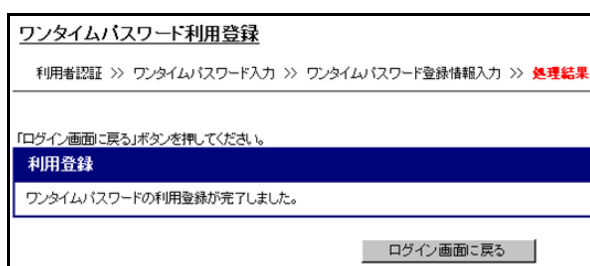 ワンタイムパスワード利用登録
利用者認証 >> ワンタイムパスワード入力 >> ワンタイムパスワード登録情報入力 >> 処理結果
「ログイン画面に戻る」ボタンを押してください。
利用登録
ワンタイムパスワードの利用登録が完了しました。
ログイン画面に戻る